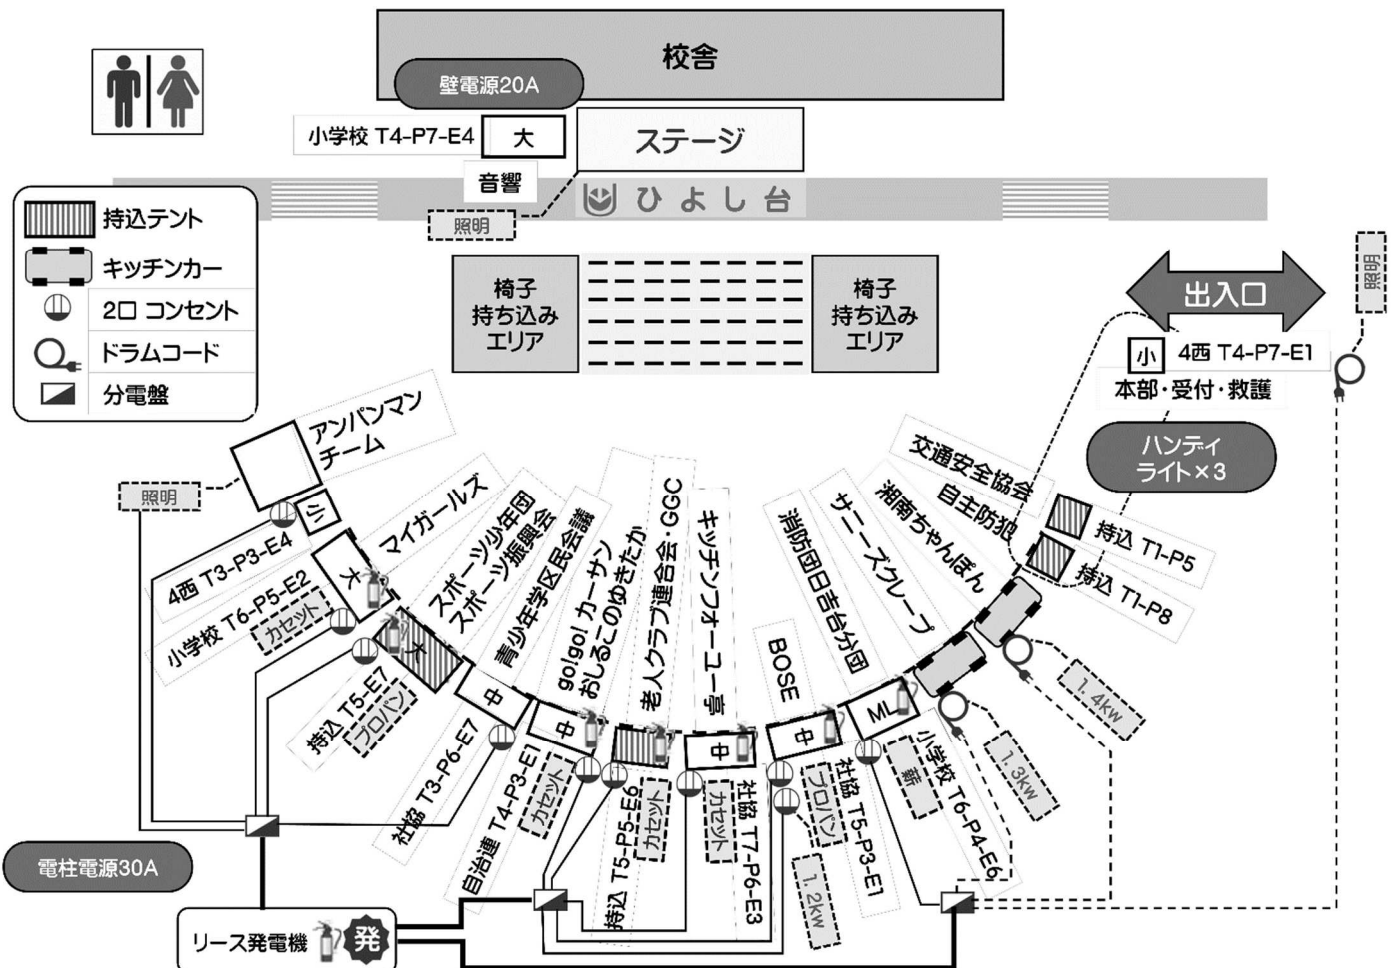 校舎
壁電源20A
小学校 T4-P7-E4
大
ステージ
音響
ひよし台
照明
持込テント
キッチンカー
2口 コンセント
ドラムコード
分電盤
椅子
持ち込み
エリア
椅子
持ち込み
エリア
出入口
照明
小
4西 T4-P7-E1
本部・受付・救護
ハンディ
ライト×3
アンパンマン
チーム
照明
小
4西 T3-P3-E4
マイガールズ
大
小学校 T6-P5-E2
カセット
スポーツ少年団
スポーツ振興会
大
持込 T5-E7
プロパン
青少年学区民会議
中
社協 T3-P6-E7
go!go! カーサン
おしるこのゆきたか
中
自治連 T4-P3-E1
カセット
老人クラブ連合会・GGC
持込 T5-P5-E6
カセット
キッチンフォーユー亭
中
カセット
社協 T7-P6-E3
BOSE
中
プロパン
社協 T5-P3-E1
1.2kw
消防団日吉台分団
ML
薪
小学校 T6-P4-E6
サニーズクレープ
1.3kw
湘南ちゃんぽん
1.4kw
自主防犯
持込 T1-P8
交通安全協会
持込 T1-P5
電柱電源30A
リース発電機
発